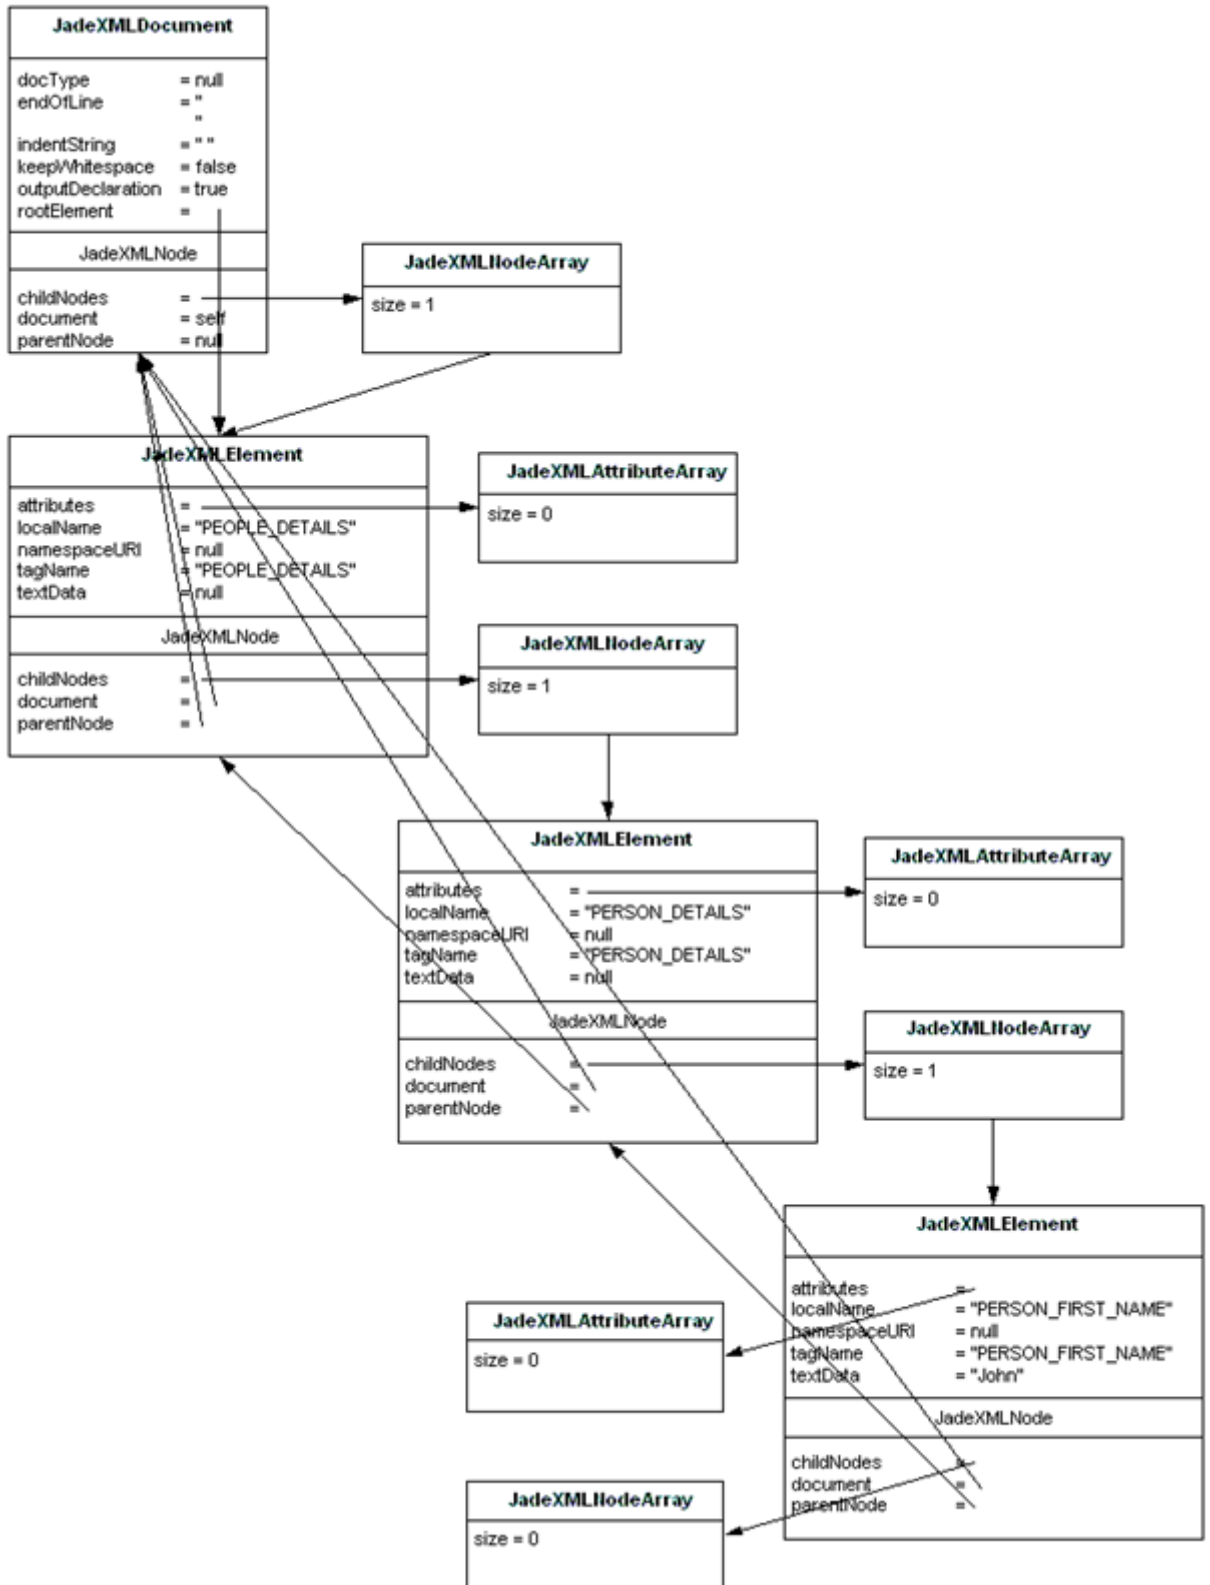 JadeXMLDocument
docType = null
endOfLine = "
"
indentString = " "
keepWhitespace = false
outputDeclaration = true
rootElement =
JadeXMLNode
childNodes =
document = self
parentNode = null
JadeXMLNodeArray
size = 1
JadeXMLElement
attributes =
localName = "PEOPLE_DETAILS"
namespaceURI = null
tagName = "PEOPLE_DETAILS"
textData = null
JadeXMLNode
childNodes =
document =
parentNode =
JadeXMLAttributeArray
size = 0
JadeXMLNodeArray
size = 1
JadeXMLElement
attributes =
localName = "PERSON_DETAILS"
namespaceURI = null
tagName = "PERSON_DETAILS"
textData = null
JadeXMLNode
childNodes =
document =
parentNode =
JadeXMLAttributeArray
size = 0
JadeXMLNodeArray
size = 1
JadeXMLElement
attributes =
localName = "PERSON_FIRST_NAME"
namespaceURI = null
tagName = "PERSON_FIRST_NAME"
textData = "John"
JadeXMLNode
childNodes =
document =
parentNode =
JadeXMLAttributeArray
size = 0
JadeXMLNodeArray
size = 0